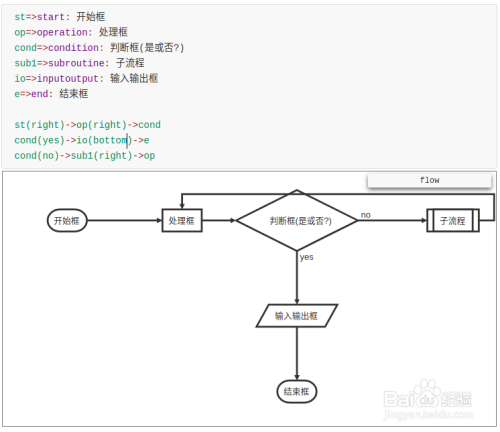 st=>start: 开始框
op=>operation: 处理框
cond=>condition: 判断框(是或否?)
sub1=>subroutine: 子流程
io=>inputoutput: 输入输出框
e=>end: 结束框
st(right)->op(right)->cond
cond(yes)->io(bottom)->e
cond(no)->sub1(right)->op
flow
开始框
处理框
判断框(是或否?)
no
子流程
yes
输入输出框
结束框
Baidu 经验
jingyan.baidu.com